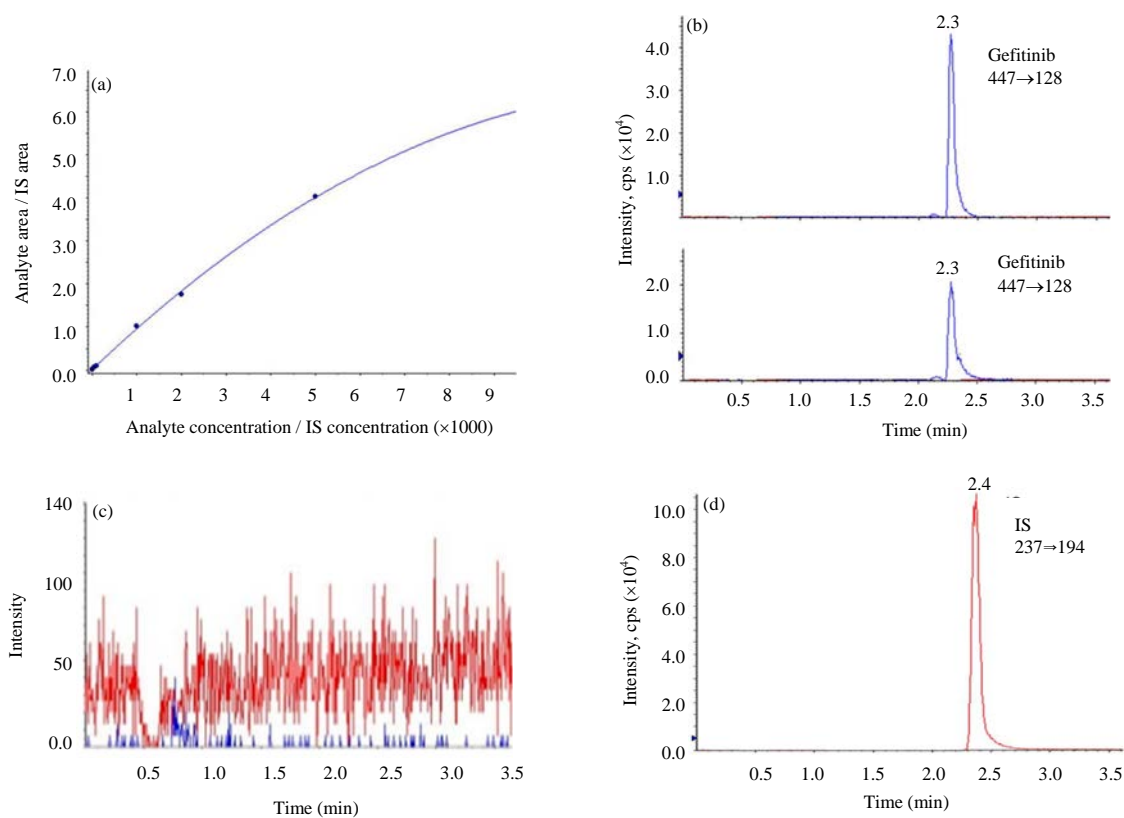 (a)
7.0
6.0
5.0
4.0
3.0
2.0
1.0
0.0
1 2 3 4 5 6 7 8 9
Analyte area / IS area
Analyte concentration / IS concentration (×1000)
(b)
2.3
Gefitinib
447→128
4.0
3.0
2.0
1.0
Intensity, cps (×10⁴)
2.3
Gefitinib
447→128
2.0
1.0
0.0
0.5 1.0 1.5 2.0 2.5 3.0 3.5
Time (min)
(c)
140
100
50
0.0
Intensity
0.5 1.0 1.5 2.0 2.5 3.0 3.5
Time (min)
(d)
2.4
IS
237⇒194
10.0
8.0
6.0
4.0
2.0
0.0
Intensity, cps (×10⁴)
0.5 1.0 1.5 2.0 2.5 3.0 3.5
Time (min)